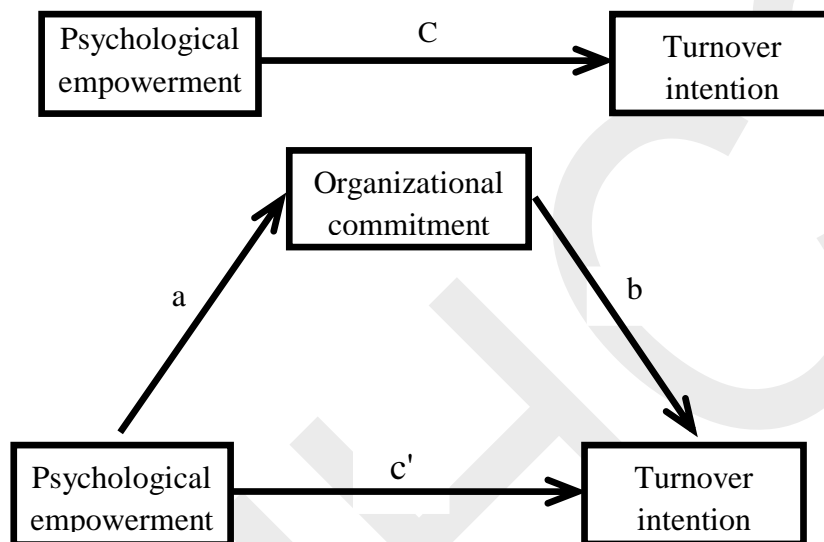 Psychological
empowerment
C
Turnover
intention
Organizational
commitment
a
b
Psychological
empowerment
c'
Turnover
intention